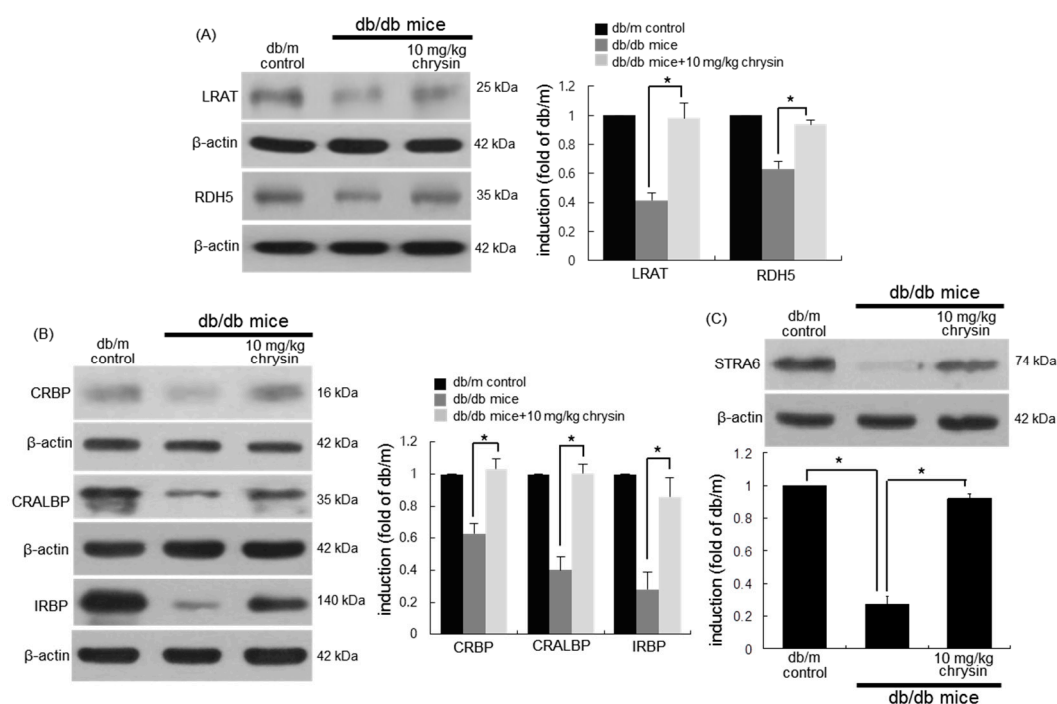 (A)
db/db mice
db/m
control
10 mg/kg
chrysin
LRAT
25 kDa
β-actin
42 kDa
RDH5
35 kDa
β-actin
42 kDa
db/m control
db/db mice
db/db mice+10 mg/kg chrysin
induction (fold of db/m)
1.2
1
0.8
0.6
0.4
0.2
0
*
*
LRAT
RDH5
(B)
db/db mice
db/m
control
10 mg/kg
chrysin
CRBP
16 kDa
β-actin
42 kDa
CRALBP
35 kDa
β-actin
42 kDa
IRBP
140 kDa
β-actin
42 kDa
db/m control
db/db mice
db/db mice+10 mg/kg chrysin
induction (fold of db/m)
1.2
1
0.8
0.6
0.4
0.2
0
*
*
*
CRBP
CRALBP
IRBP
(C)
db/db mice
db/m
control
10 mg/kg
chrysin
STRA6
74 kDa
β-actin
42 kDa
induction (fold of db/m)
1.2
1
0.8
0.6
0.4
0.2
0
*
*
db/m
control
10 mg/kg
chrysin
db/db mice